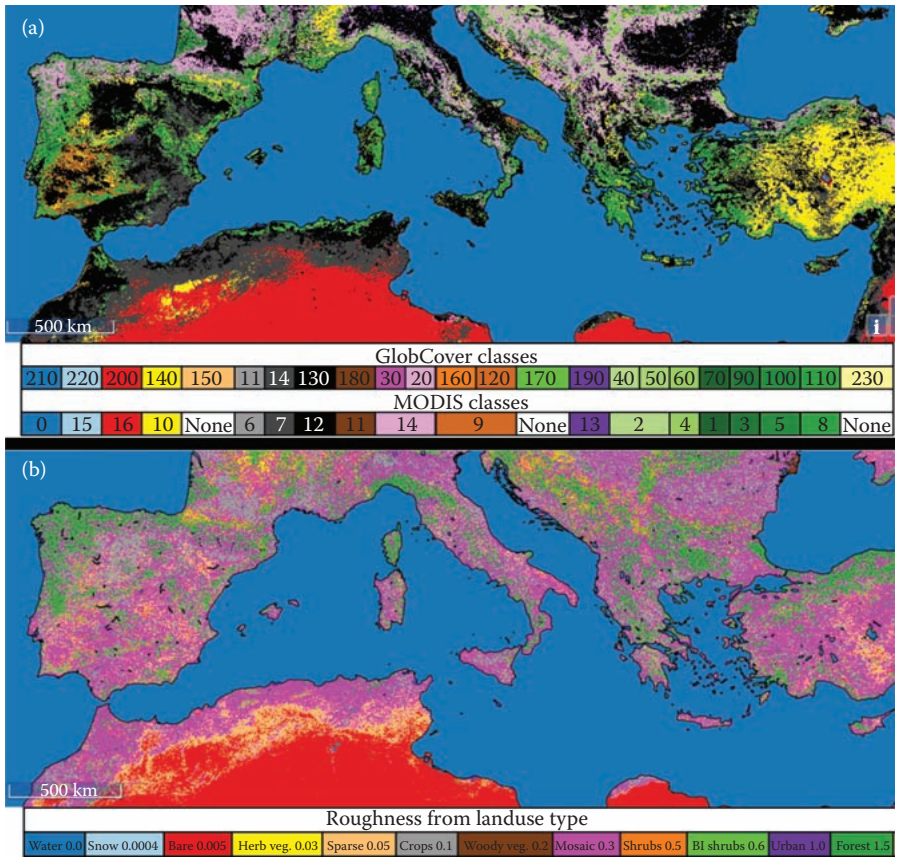 (a)
500 km
i
GlobCover classes
210 220 200 140 150 11 14 130 180 30 20 160 120 170 190 40 50 60 70 90 100 110 230
MODIS classes
0 15 16 10 None 6 7 12 11 14 9 None 13 2 4 1 3 5 8 None
(b)
500 km
Roughness from landuse type
Water 0.0 Snow 0.0004 Bare 0.005 Herb veg. 0.03 Sparse 0.05 Crops 0.1 Woody veg. 0.2 Mosaic 0.3 Shrubs 0.5 BI shrubs 0.6 Urban 1.0 Forest 1.5